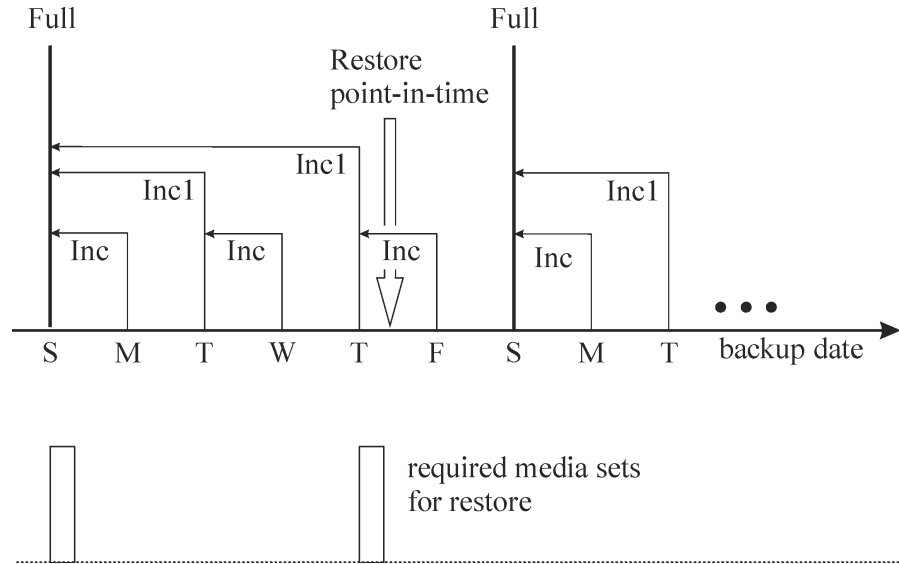 Full
Full
Restore
point-in-time
Inc1
Inc1
Inc1
Inc
Inc
Inc
Inc
S M T W T F S M T backup date
required media sets
for restore